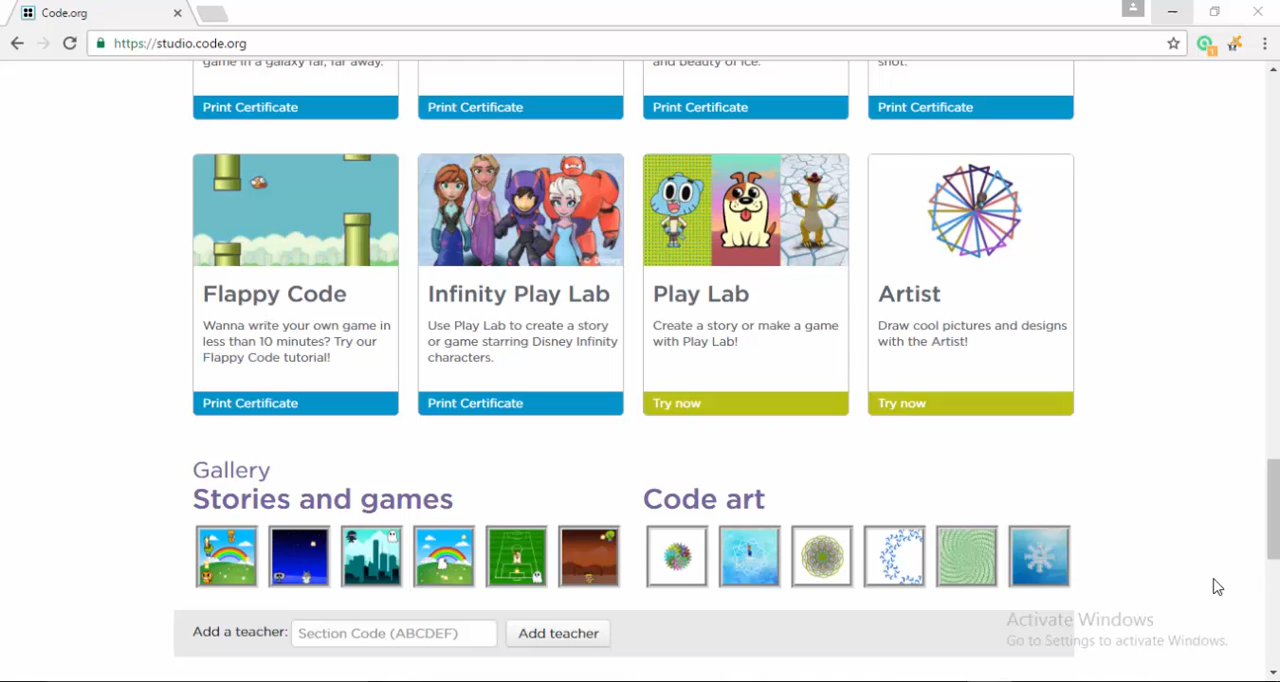 Code.org
https://studio.code.org
game in a galaxy far, far away.
and beauty of ice.
shot.
Print Certificate
Print Certificate
Print Certificate
Print Certificate
Flappy Code
Wanna write your own game in
less than 10 minutes? Try our
Flappy Code tutorial!
Print Certificate
Infinity Play Lab
Use Play Lab to create a story
or game starring Disney Infinity
characters.
Print Certificate
Play Lab
Create a story or make a game
with Play Lab!
Try now
Artist
Draw cool pictures and designs
with the Artist!
Try now
Gallery
Stories and games
Code art
Add a teacher:
Section Code (ABCDEF)
Add teacher
Activate Windows
Go to Settings to activate Windows.